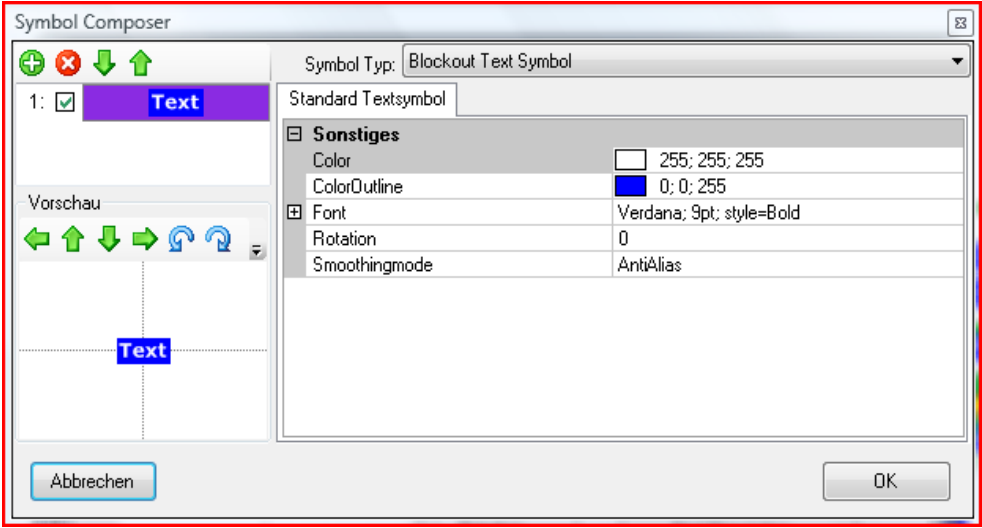 Symbol Composer
Symbol Typ: Blockout Text Symbol
1: Text
Standard Textsymbol
Sonstiges
Color 255; 255; 255
ColorOutline 0; 0; 255
Font Verdana; 9pt; style=Bold
Rotation 0
Smoothingmode AntiAlias
Vorschau
Text
Abbrechen
OK